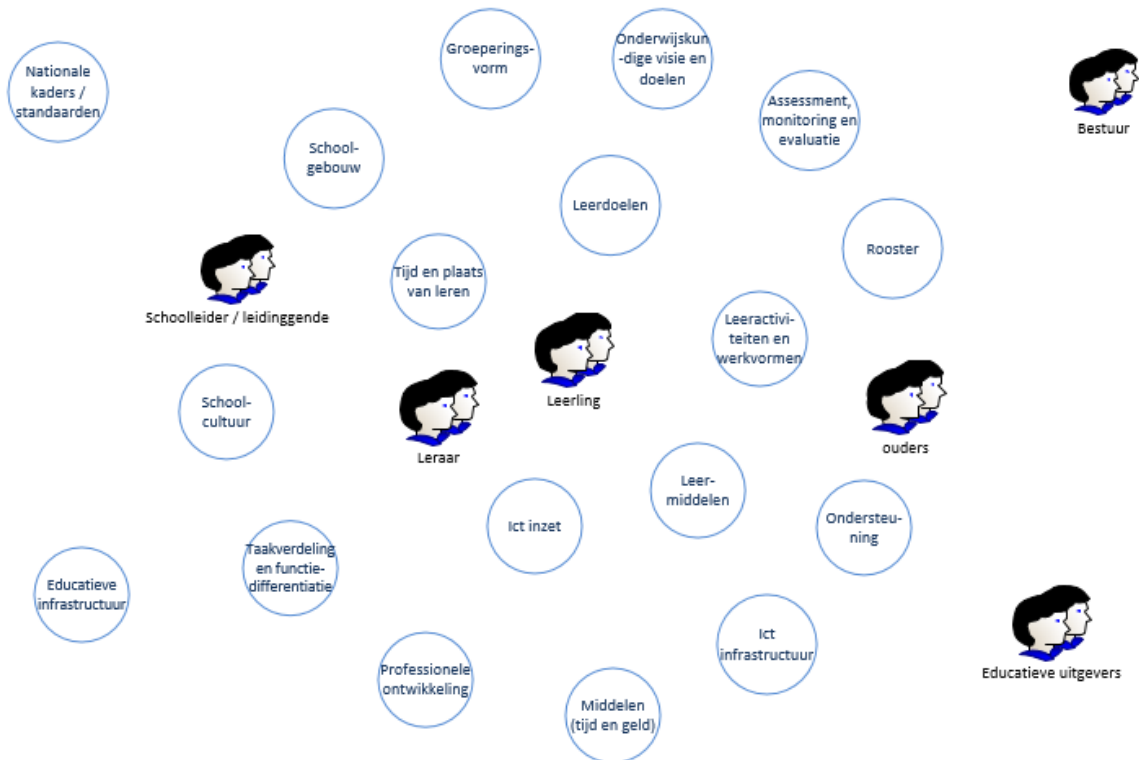 Groeperings-
vorm
Onderwijskun
-dige visie en
doelen
Nationale
kaders /
standaarden
Assessment,
monitoring en
evaluatie
Bestuur
School-
gebouw
Leerdoelen
Rooster
Tijd en plaats
van leren
Schoolleider / leidinggende
Leeractivi-
teiten en
werkvormen
Leerling
School-
cultuur
Leraar
ouders
Leer-
middelen
Ict inzet
Ondersteu-
ning
Taakverdeling
en functie-
differentiatie
Educatieve
infrastructuur
Ict
infrastructuur
Educatieve uitgevers
Professionele
ontwikkeling
Middelen
(tijd en geld)